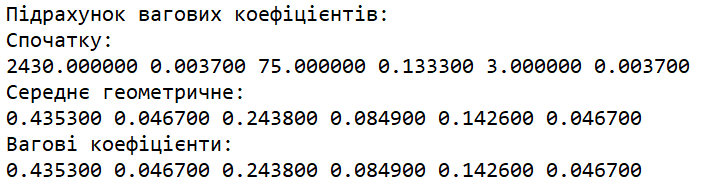 Підрахунок вагових коефіцієнтів:
Спочатку:
2430.000000 0.003700 75.000000 0.133300 3.000000 0.003700
Середнє геометричне:
0.435300 0.046700 0.243800 0.084900 0.142600 0.046700
Вагові коефіцієнти:
0.435300 0.046700 0.243800 0.084900 0.142600 0.046700